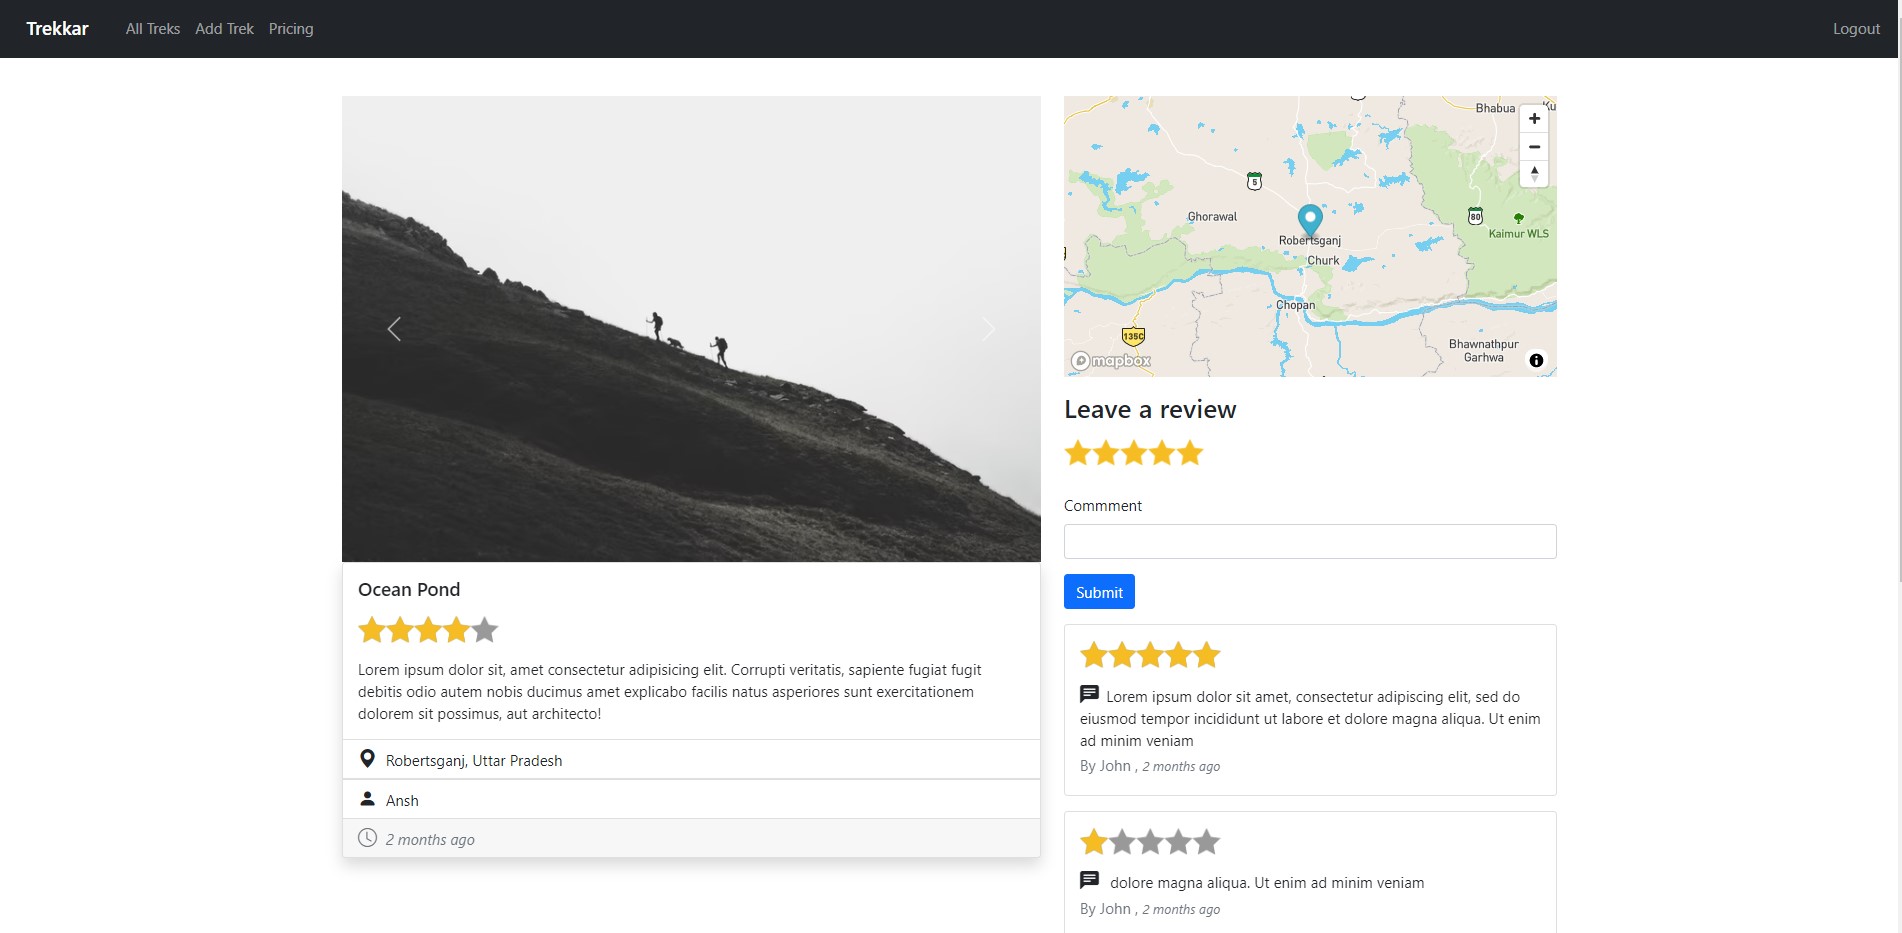 Trekkar All Treks Add Trek Pricing Logout
Bhabua
Ku
5
Ghorawal
80
Kaimur WLS
Robertsganj
Churk
Chopan
135C
Bhawnathpur
Garhwa
mapbox
Ocean Pond
Lorem ipsum dolor sit, amet consectetur adipisicing elit. Corrupti veritatis, sapiente fugiat fugit
debitis odio autem nobis ducimus amet explicabo facilis natus asperiores sunt exercitationem
dolorem sit possimus, aut architecto!
Robertsganj, Uttar Pradesh
Ansh
2 months ago
Leave a review
Commment
Submit
Lorem ipsum dolor sit amet, consectetur adipiscing elit, sed do
eiusmod tempor incididunt ut labore et dolore magna aliqua. Ut enim
ad minim veniam
By John , 2 months ago
dolore magna aliqua. Ut enim ad minim veniam
By John , 2 months ago